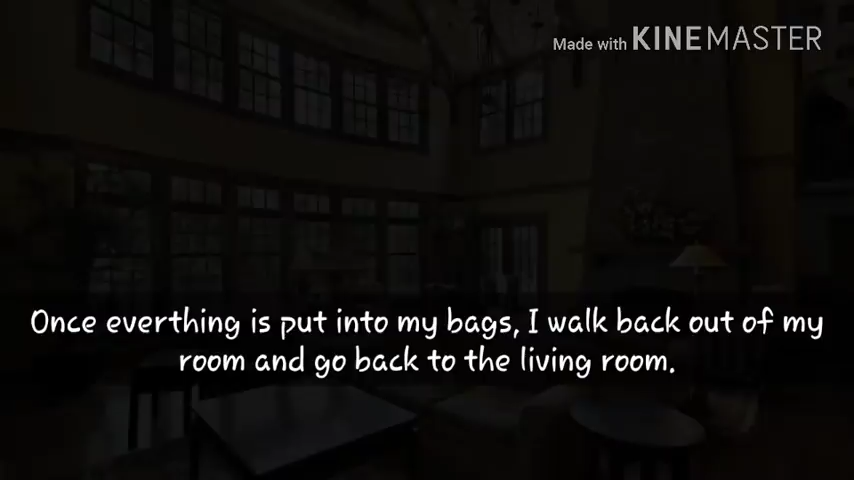 Made with KINEMASTER
Once everthing is put into my bags, I walk back out of my
room and go back to the living room.